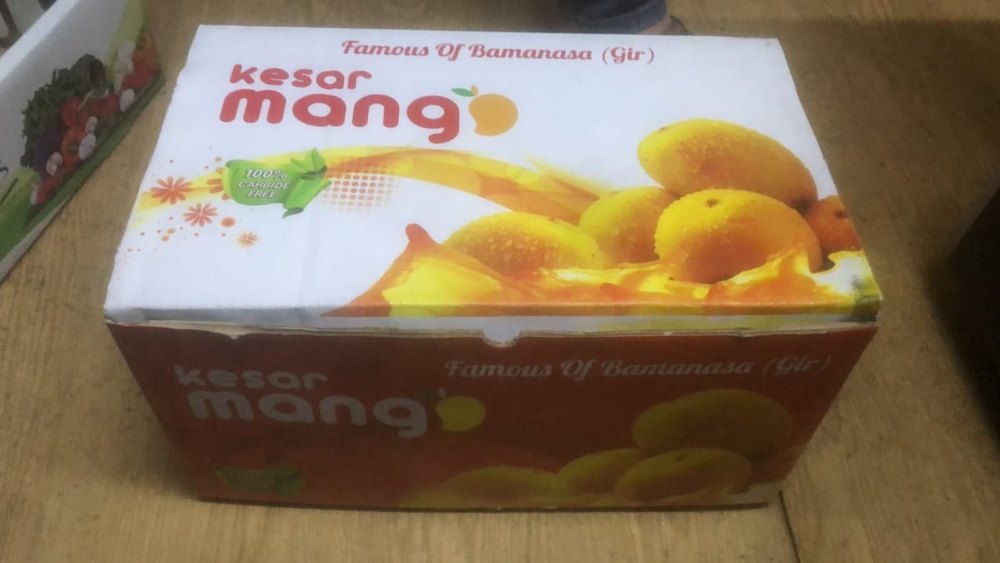 Famous Of Bamanasa (Gir)
kesar
mango
100%
CARBIDE
FREE
Famous Of Bamanasa (Gir)
kesar
mango